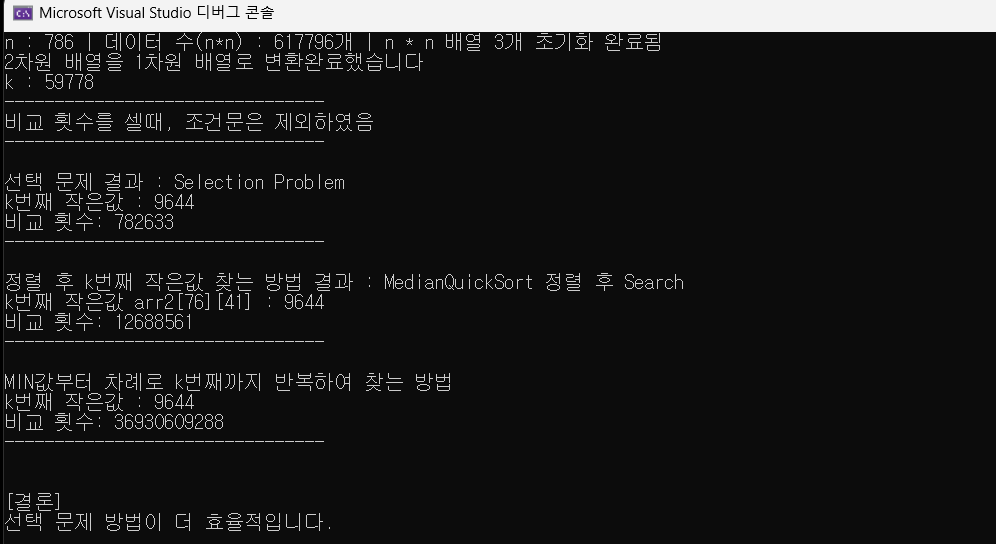 Microsoft Visual Studio 디버그 콘솔
n : 786 | 데이터 수(n*n) : 617796개 | n * n 배열 3개 초기화 완료됨
2차원 배열을 1차원 배열로 변환완료했습니다
k : 59778
--------------------------------
비교 횟수를 셀때, 조건문은 제외하였음
--------------------------------
선택 문제 결과 : Selection Problem
k번째 작은값 : 9644
비교 횟수: 782633
--------------------------------
정렬 후 k번째 작은값 찾는 방법 결과 : MedianQuickSort 정렬 후 Search
k번째 작은값 arr2[76][41] : 9644
비교 횟수: 12688561
--------------------------------
MIN값부터 차례로 k번째까지 반복하여 찾는 방법
k번째 작은값 : 9644
비교 횟수: 36930609288
--------------------------------
[결론]
선택 문제 방법이 더 효율적입니다.